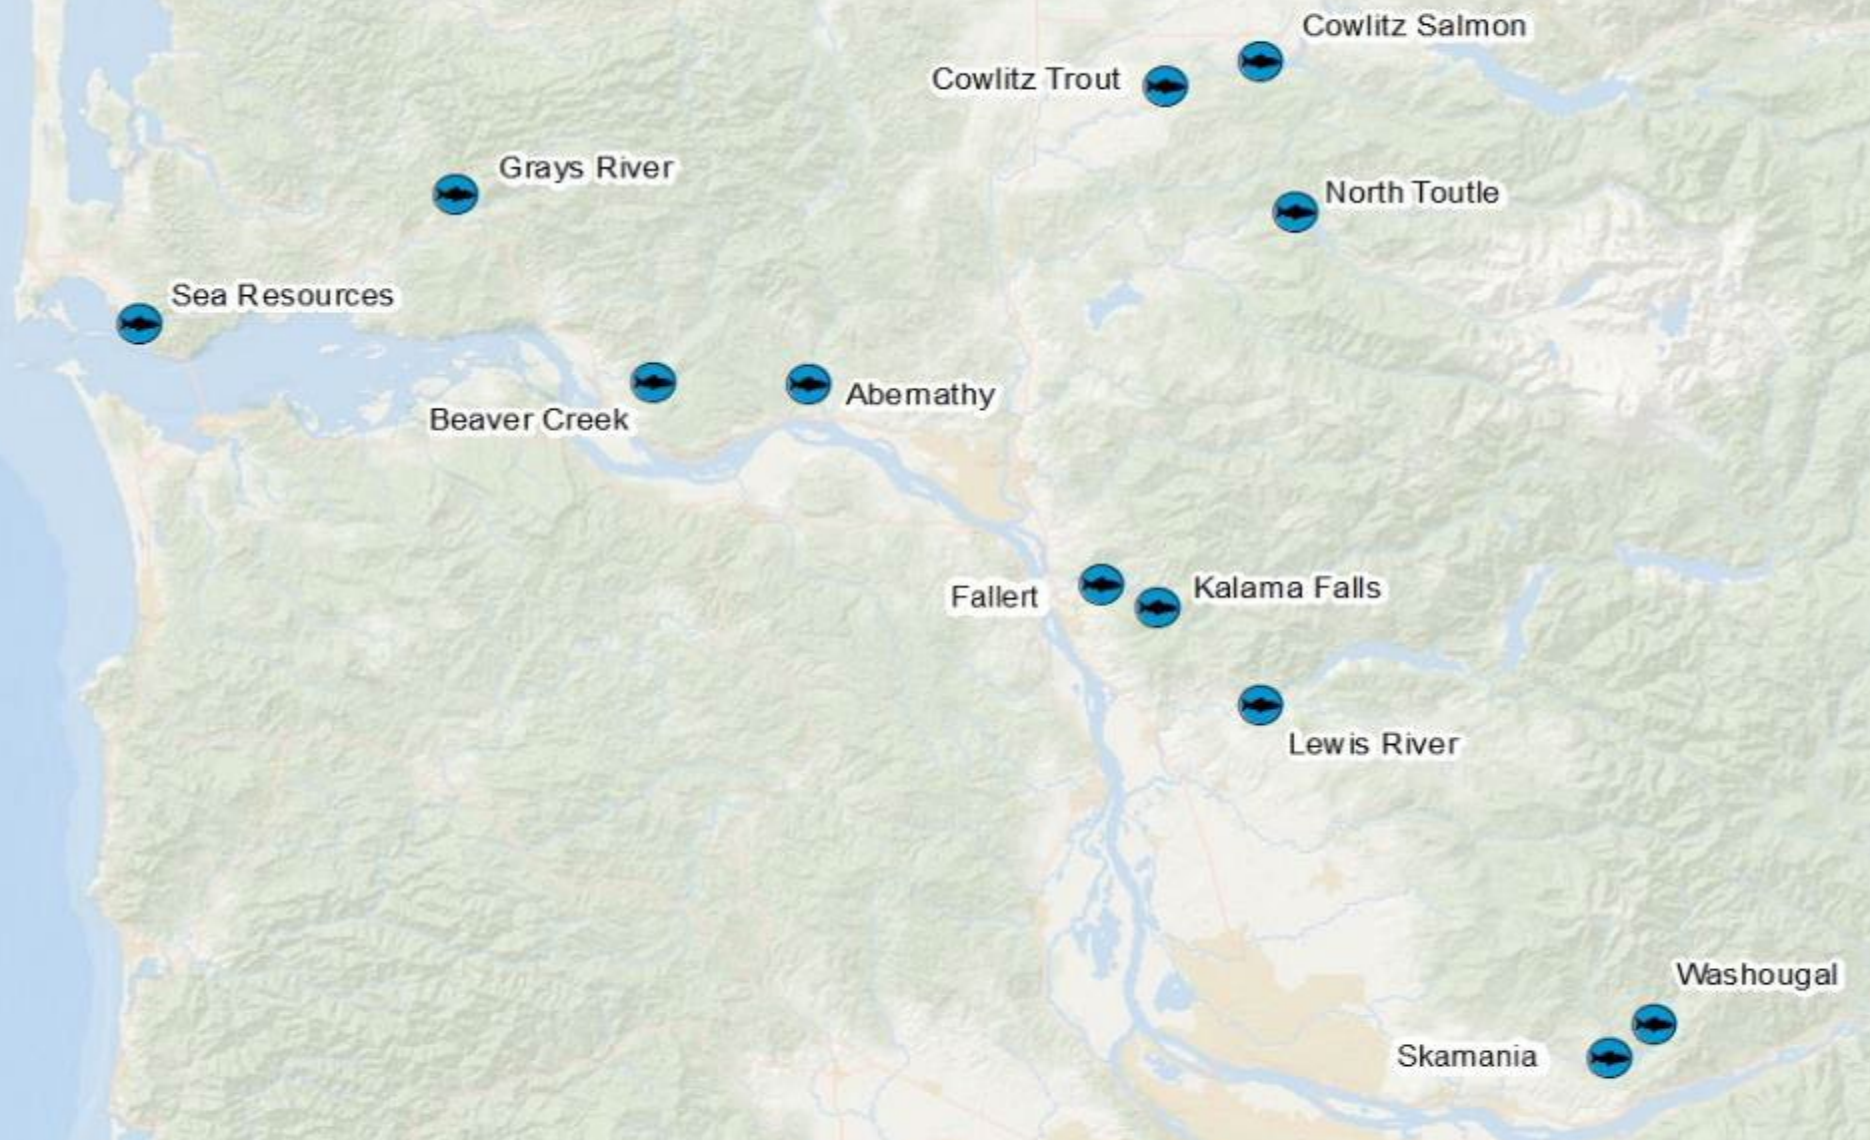 Cowlitz Salmon
Cowlitz Trout
Grays River
North Toutle
Sea Resources
Abernathy
Beaver Creek
Fallert
Kalama Falls
Lewis River
Washougal
Skamania